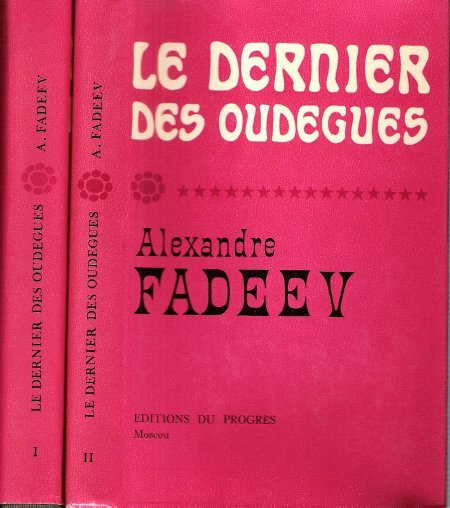 A. FADEEV
LE DERNIER DES OUDEGUES
I
A. FADEEV
LE DERNIER DES OUDEGUES
II
LE DERNIER
DES OUDEGUES
Alexandre
FADEEV
EDITIONS DU PROGRÈS
Moscou